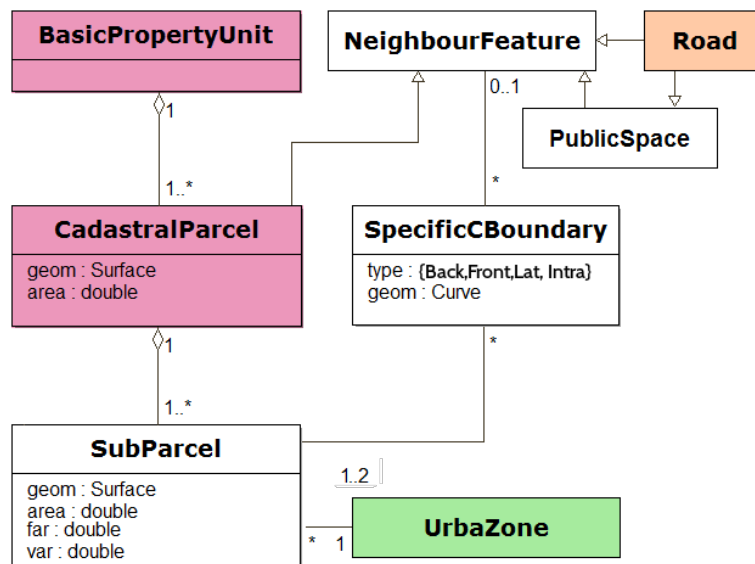 BasicPropertyUnit
NeighbourFeature
Road
1
0..1
PublicSpace
1..*
*
CadastralParcel
geom : Surface
area : double
SpecificCBoundary
type : {Back,Front,Lat, Intra}
geom : Curve
1
*
1..*
SubParcel
geom : Surface
area : double
far : double
var : double
1..2
* 1
UrbaZone